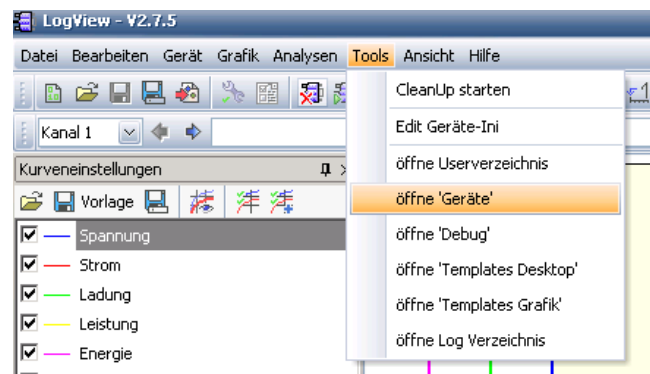 LogView - V2.7.5
Datei Bearbeiten Gerät Grafik Analysen Tools Ansicht Hilfe
CleanUp starten
Kanal 1
Edit Geräte-Ini
Kurveneinstellungen
öffne Userverzeichnis
Vorlage
öffne 'Geräte'
Spannung
öffne 'Debug'
Strom
öffne 'Templates Desktop'
Ladung
öffne 'Templates Grafik'
Leistung
öffne Log Verzeichnis
Energie